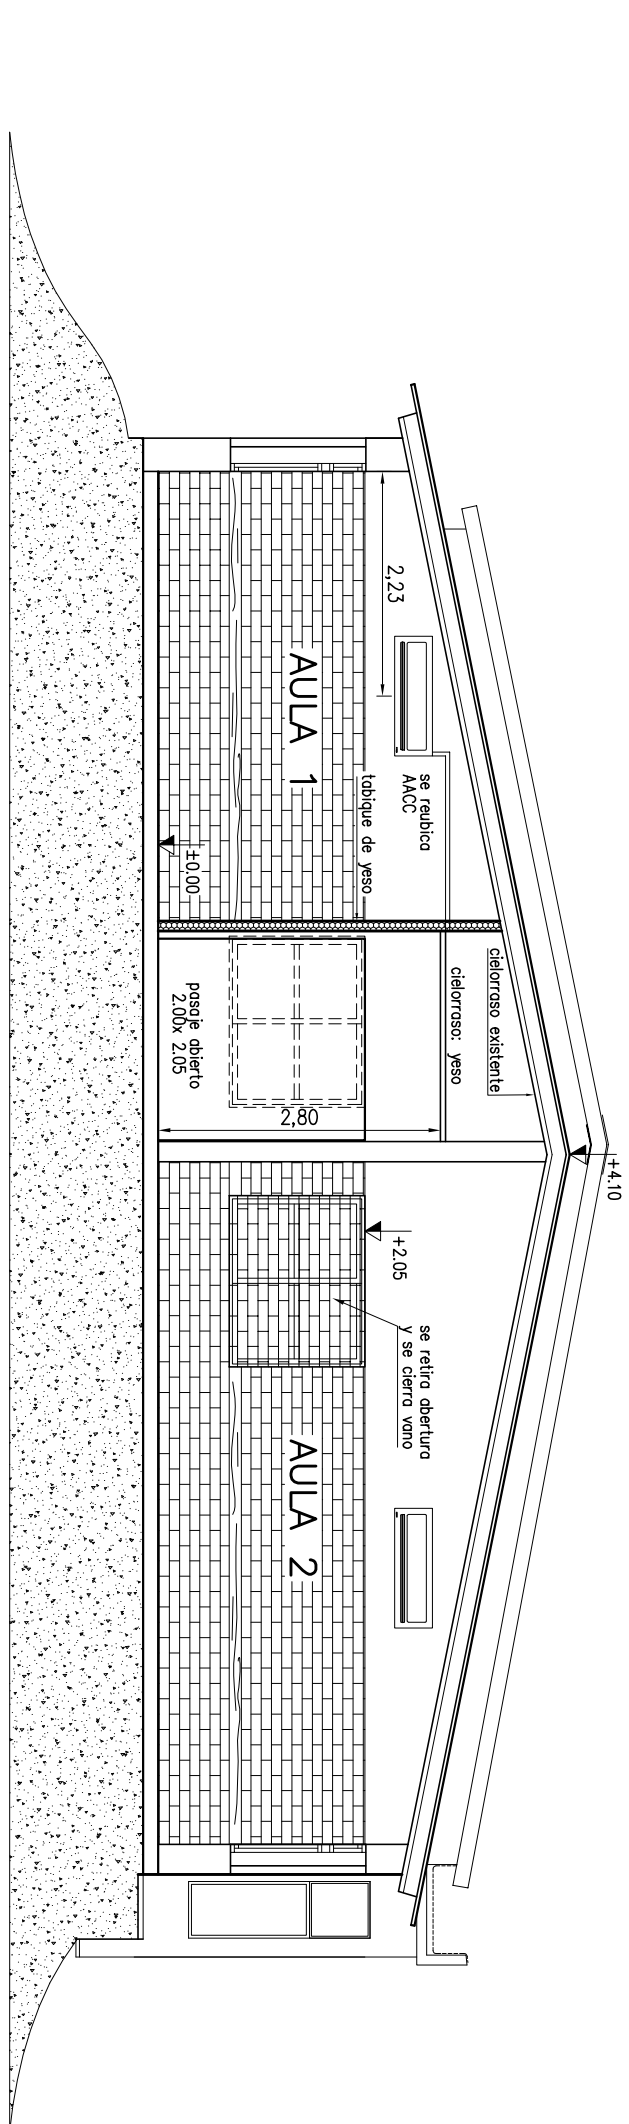 +4.10
cielorraso existente
cielorraso: yeso
se reubica
AACC
2,23
tabique de yeso
AULA 1
±0.00
pasaje abierto
2.00x 2.05
2,80
+2.05
se retira abertura
y se cierra vano
AULA 2